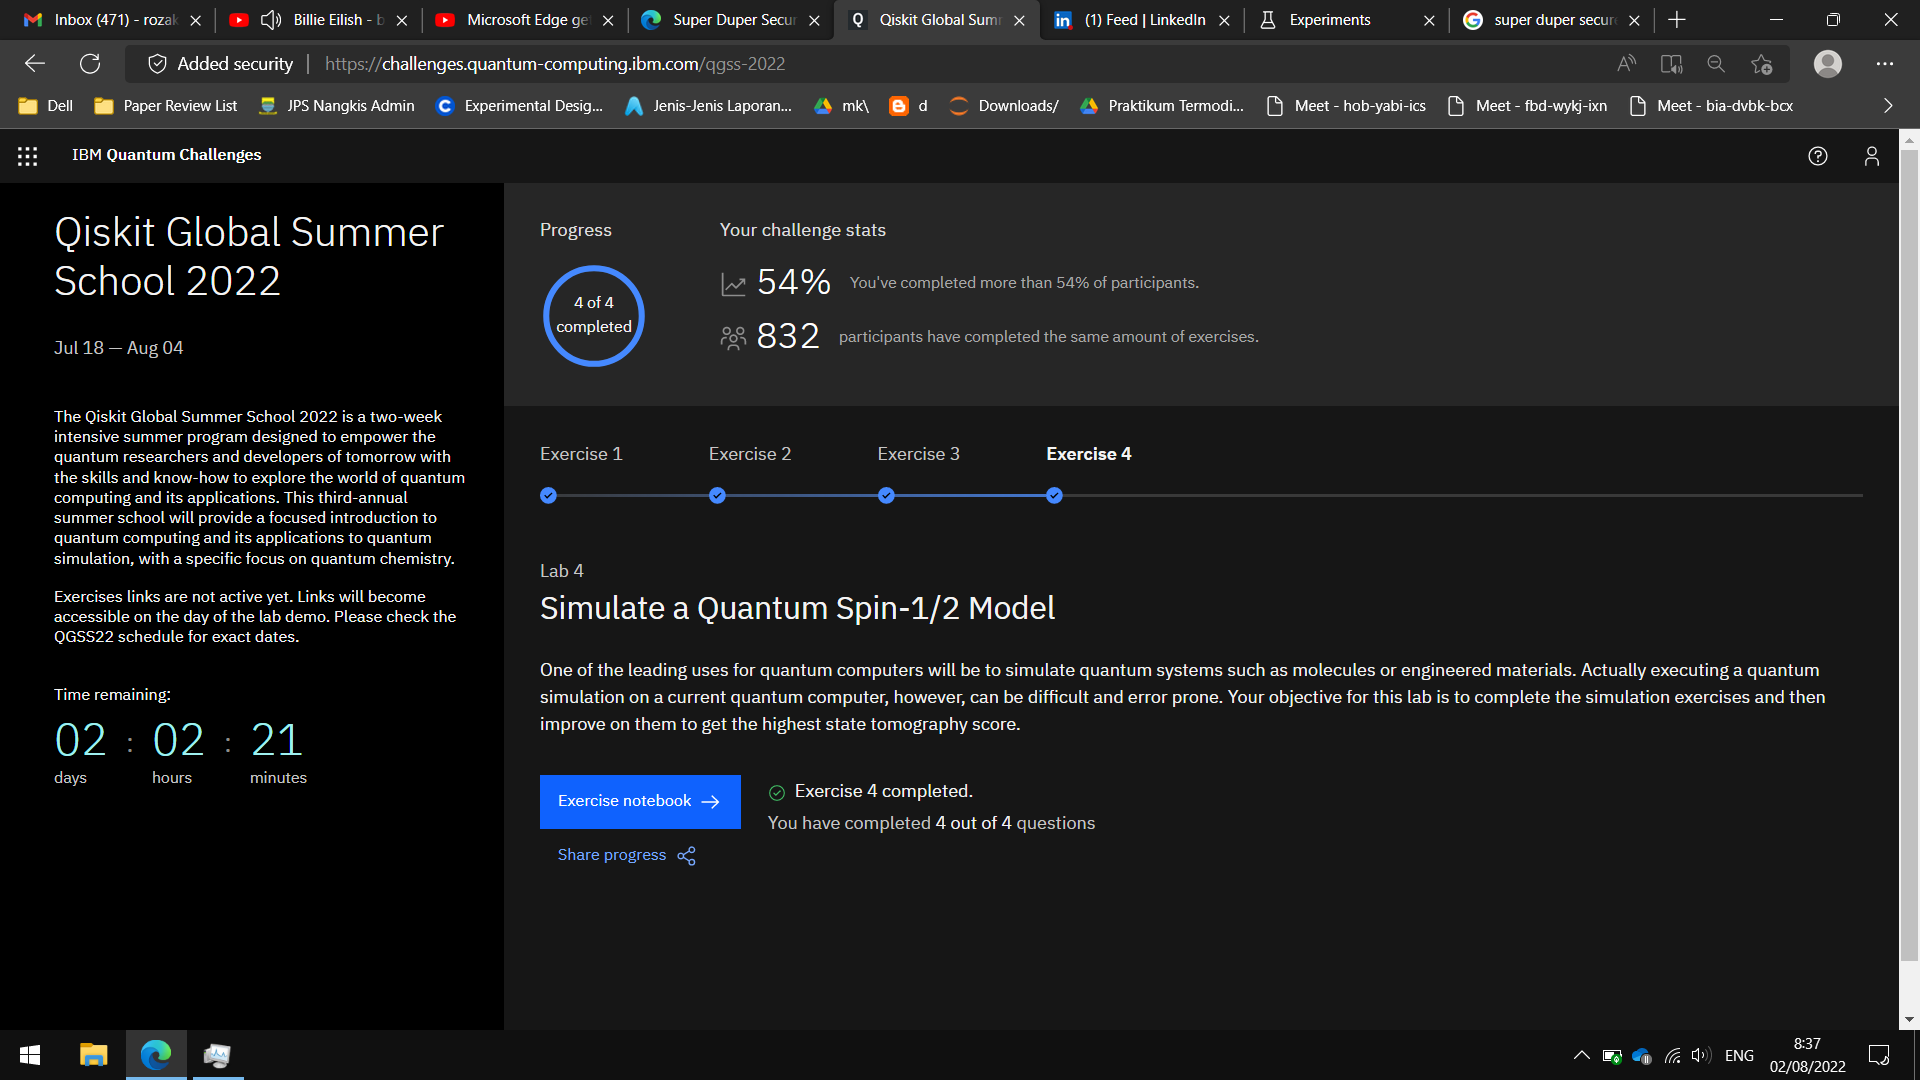 Inbox (471) - rozak
Billie Eilish - b
Microsoft Edge ge
Super Duper Secur
Qiskit Global Sum
(1) Feed | LinkedIn
Experiments
super duper secure
Added security
https://challenges.quantum-computing.ibm.com/qgss-2022
Dell
Paper Review List
JPS Nangkis Admin
Experimental Desig...
Jenis-Jenis Laporan...
mk\
d
Downloads/
Praktikum Termodi...
Meet - hob-yabi-ics
Meet - fbd-wykj-ixn
Meet - bia-dvbk-bcx
IBM Quantum Challenges
Qiskit Global Summer
School 2022
Jul 18 — Aug 04
The Qiskit Global Summer School 2022 is a two-week
intensive summer program designed to empower the
quantum researchers and developers of tomorrow with
the skills and know-how to explore the world of quantum
computing and its applications. This third-annual
summer school will provide a focused introduction to
quantum computing and its applications to quantum
simulation, with a specific focus on quantum chemistry.
Exercises links are not active yet. Links will become
accessible on the day of the lab demo. Please check the
QGSS22 schedule for exact dates.
Time remaining:
02 : 02 : 21
days hours minutes
Progress
4 of 4
completed
Your challenge stats
54% You've completed more than 54% of participants.
832 participants have completed the same amount of exercises.
Exercise 1
Exercise 2
Exercise 3
Exercise 4
Lab 4
Simulate a Quantum Spin-1/2 Model
One of the leading uses for quantum computers will be to simulate quantum systems such as molecules or engineered materials. Actually executing a quantum
simulation on a current quantum computer, however, can be difficult and error prone. Your objective for this lab is to complete the simulation exercises and then
improve on them to get the highest state tomography score.
Exercise notebook
Exercise 4 completed.
You have completed 4 out of 4 questions
Share progress
ENG
8:37
02/08/2022